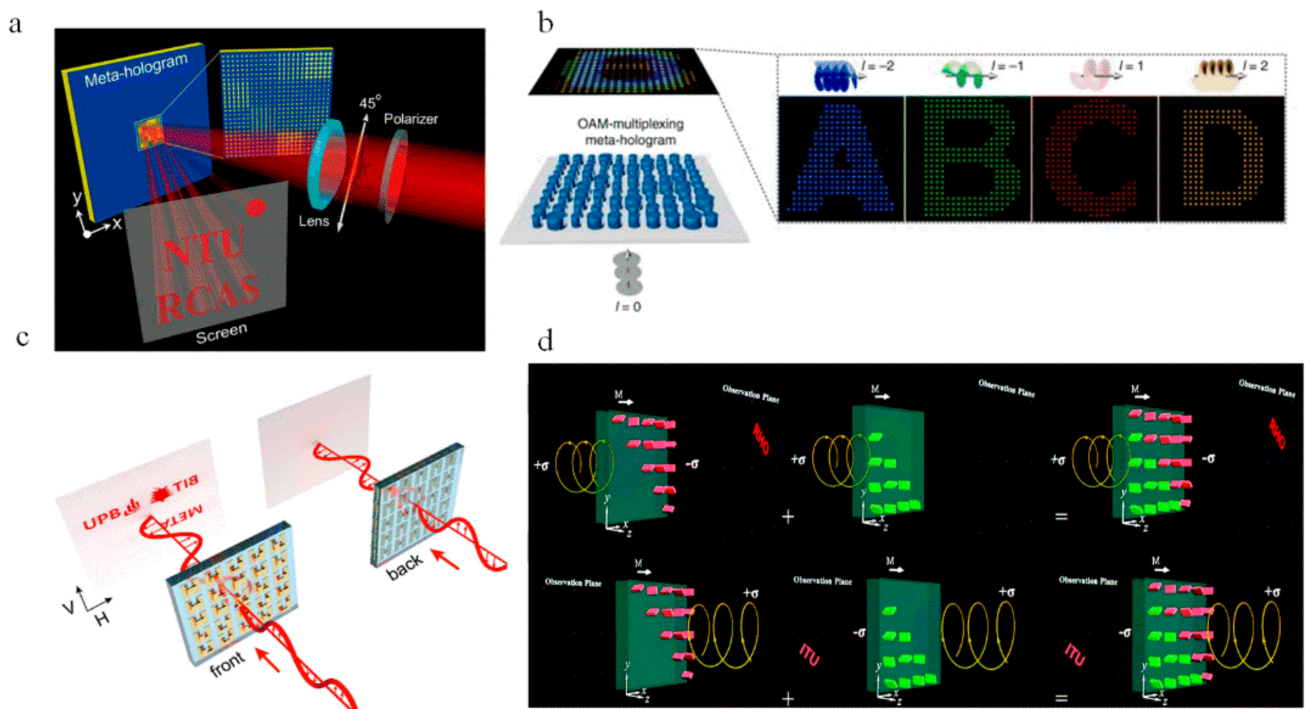 a
Meta-hologram
45°
Polarizer
Lens
y
x
NTU
RCAS
Screen
b
OAM-multiplexing
meta-hologram
l = 0
l = −2
l = −1
l = 1
l = 2
A
B
C
D
c
UPB
TIB
META
V
H
front
back
d
M
Observation Plane
+σ
-σ
y
x
z
+
M
Observation Plane
+σ
y
x
z
=
M
Observation Plane
+σ
-σ
y
x
z
Observation Plane
M
+σ
y
x
z
+
Observation Plane
M
+σ
-σ
ITU
y
x
z
=
Observation Plane
M
+σ
-σ
ITU
y
x
z